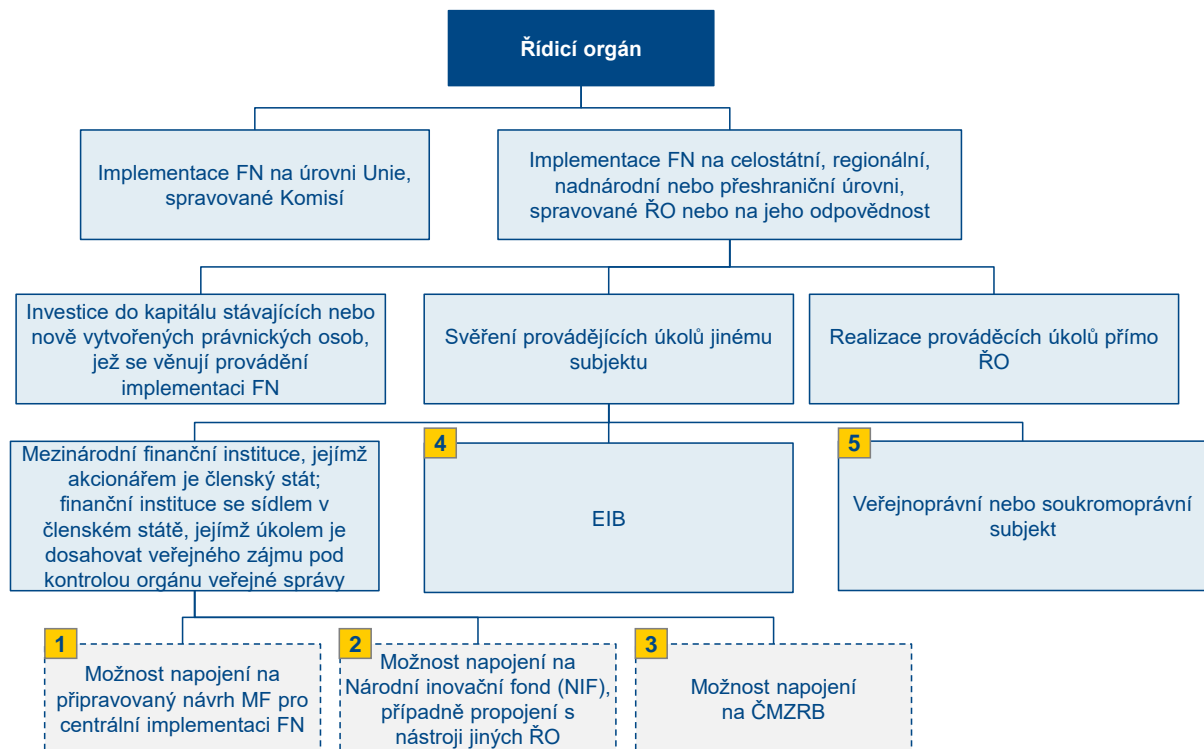 Řídicí orgán
Implementace FN na úrovni Unie,
spravované Komisí
Implementace FN na celostátní, regionální,
nadnárodní nebo přeshraniční úrovni,
spravované ŘO nebo na jeho odpovědnost
Investice do kapitálu stávajících nebo
nově vytvořených právnických osob,
jež se věnují provádění
implementaci FN
Svěření provádějících úkolů jinému
subjektu
Realizace prováděcích úkolů přímo
ŘO
Mezinárodní finanční instituce, jejímž
akcionářem je členský stát;
finanční instituce se sídlem v
členském státě, jejímž úkolem je
dosahovat veřejného zájmu pod
kontrolou orgánu veřejné správy
4
EIB
5
Veřejnoprávní nebo soukromoprávní
subjekt
1
Možnost napojení na
připravovaný návrh MF pro
centrální implementaci FN
2
Možnost napojení na
Národní inovační fond (NIF),
případně propojení s
nástroji jiných ŘO
3
Možnost napojení
na ČMZRB